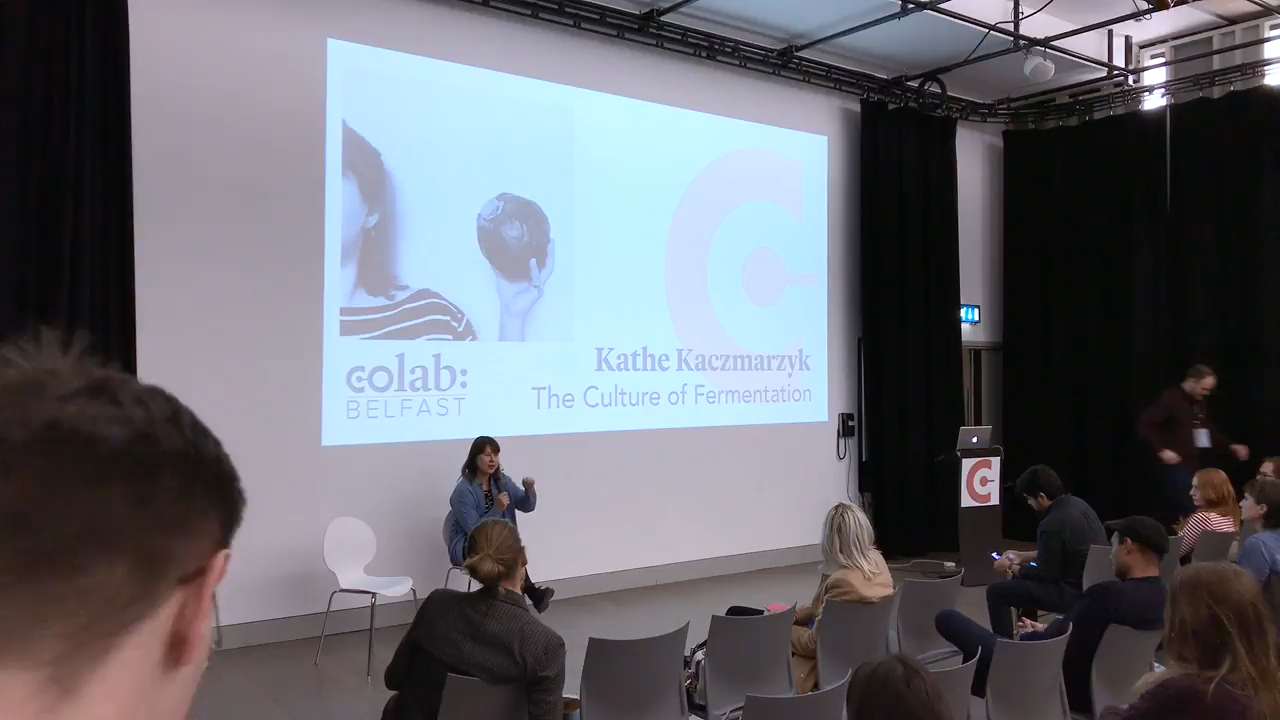 colab:
BELFAST
Kathe Kaczmarzyk
The Culture of Fermentation